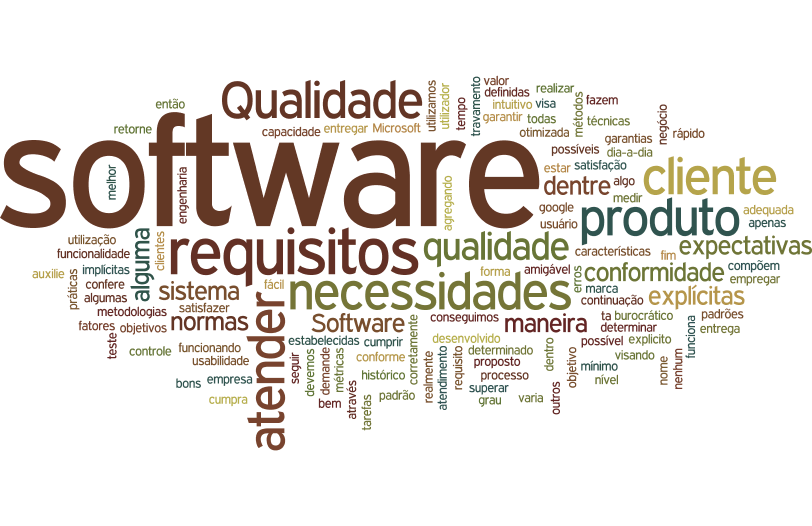 Qualidade
software
requisitos
necessidades
qualidade
produto
cliente
atender
sistema
normas
Software
maneira
conformidade
explícitas
expectativas
dentre
alguma
então
retorne
capacidade
entregar
Microsoft
utilizarnos
utilizador
tempo
travamento
valor
definidas
intuitivo
garantir
visa
todas
otimizada
realizar
métodos
fazem
técnicas
possíveis
garantias
dia-a-dia
negócio
rápido
estar
satisfação
algo
medir
google
usuário
adequada
apenas
melhor
engenharia
agregando
utilização
funcionalidade
clientes
auxilie
implícitas
práticas
confere
algumas
metodologias
satisfazer
fatores
objetivos
teste
controle
funcionando
usabilidade
bons
empresa
cumpra
fácil
forma
amigável
características
fim
erros
marca
continuação
compõem
empregar
conseguimos
estabelecidas
cumprir
seguir
devemos
demande
métricas
conforme
corretamente
histórico
bem
através
tarefas
padrão
desenvolvido
realmente
atendimento
requisito
determinado
proposto
processo
superar
grau
varia
dentro
outros
objetivo
possível
ta
burocrático
determinar
explícito
visando
mínimo
nível
nome
nenhum
funciona
padrões
entrega